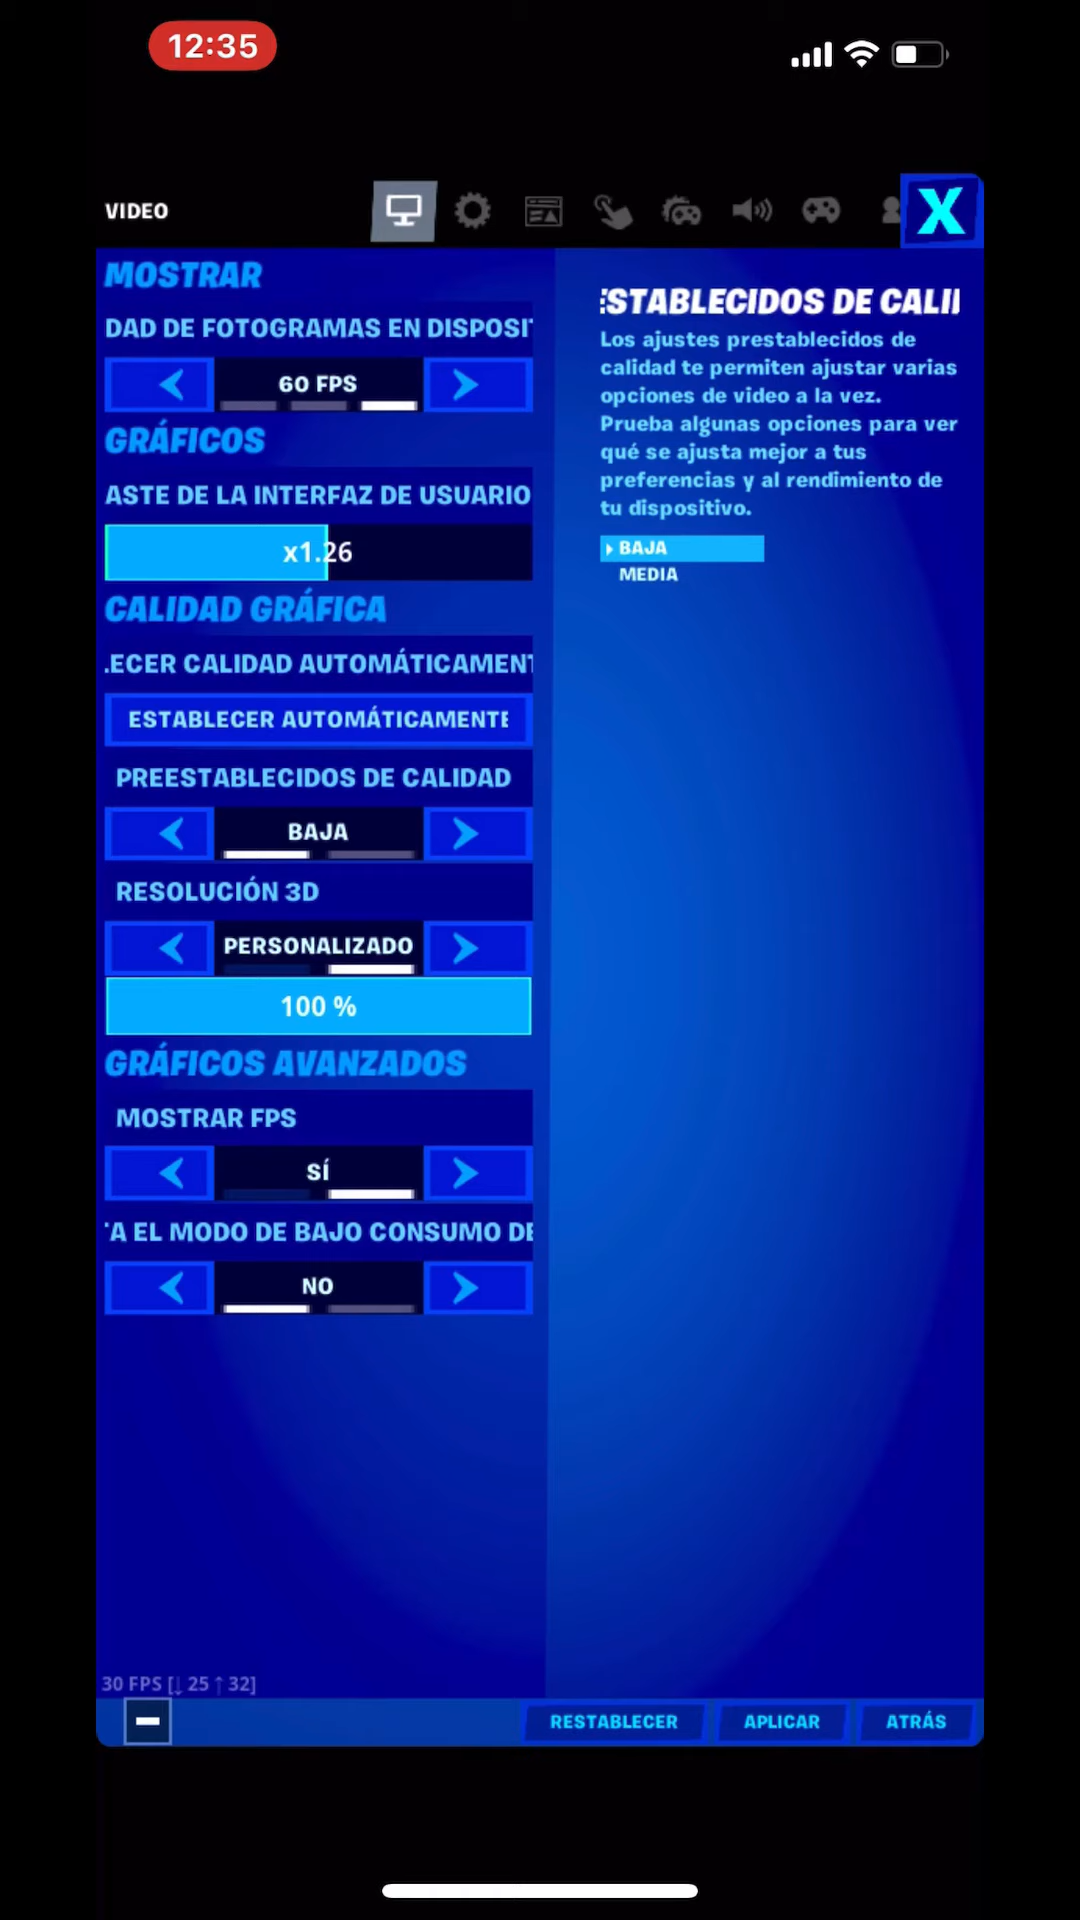 12:35
VIDEO
X
MOSTRAR
DAD DE FOTOGRAMAS EN DISPOSI
60 FPS
GRÁFICOS
ASTE DE LA INTERFAZ DE USUARIO
x1.26
CALIDAD GRÁFICA
ECER CALIDAD AUTOMÁTICAMENT
ESTABLECER AUTOMÁTICAMENTE
PREESTABLECIDOS DE CALIDAD
BAJA
RESOLUCIÓN 3D
PERSONALIZADO
100 %
GRÁFICOS AVANZADOS
MOSTRAR FPS
SÍ
TA EL MODO DE BAJO CONSUMO DE
NO
ESTABLECIDOS DE CALI
Los ajustes prestablecidos de
calidad te permiten ajustar varias
opciones de video a la vez.
Prueba algunas opciones para ver
qué se ajusta mejor a tus
preferencias y al rendimiento de
tu dispositivo.
BAJA
MEDIA
30 FPS [↓ 25 ↑ 32]
RESTABLECER
APLICAR
ATRÁS